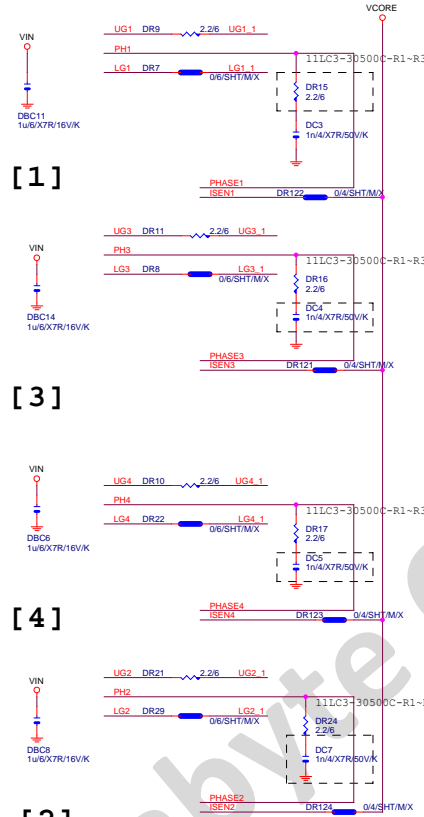 VCORE
UG1 DR9 2.2/6 UG1_1
VIN
PH1
11LC3-30500C-R1~R3
LG1 DR7 LG1_1
0/6/SHT/M/X
DR15
2.2/6
DBC11
1u/6/X7R/16V/K
DC3
1n/4/X7R/50V/K
[1]
PHASE1
ISEN1 DR122 0/4/SHT/M/X
UG3 DR11 2.2/6 UG3_1
VIN
PH3
11LC3-30500C-R1~R3
LG3 DR8 LG3_1
0/6/SHT/M/X
DR16
2.2/6
DBC14
1u/6/X7R/16V/K
DC4
1n/4/X7R/50V/K
PHASE3
ISEN3 DR121 0/4/SHT/M/X
[3]
VIN
UG4 DR10 2.2/6 UG4_1
PH4
11LC3-30500C-R1~R3
LG4 DR22 LG4_1
0/6/SHT/M/X
DR17
2.2/6
DBC6
1u/6/X7R/16V/K
DC5
1n/4/X7R/50V/K
[4]
PHASE4
ISEN4 DR123 0/4/SHT/M/X
UG2 DR21 2.2/6 UG2_1
VIN
PH2
11LC3-30500C-R1~R
LG2 DR29 LG2_1
0/6/SHT/M/X
DR24
2.2/6
DBC8
1u/6/X7R/16V/K
DC7
1n/4/X7R/50V/K
PHASE2
ISEN2 DR124 0/4/SHT/M/X